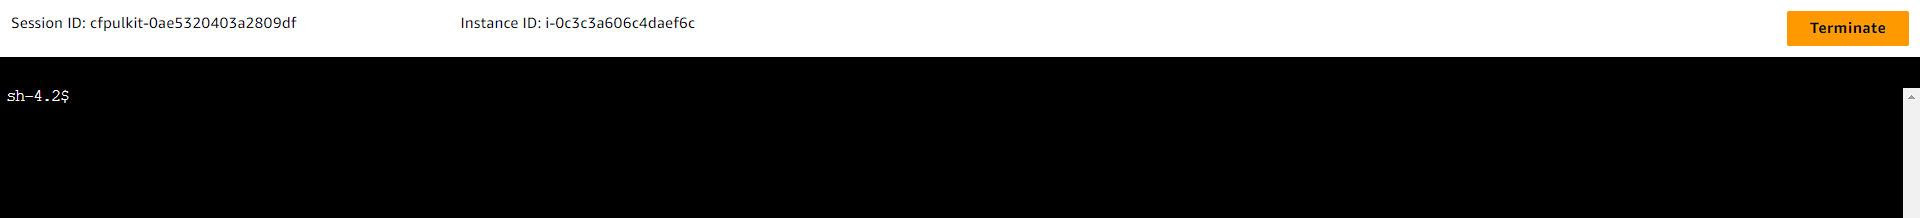 Session ID: cfpulkit-0ae5320403a2809df Instance ID: i-0c3c3a606c4daef6c Terminate
sh-4.2$